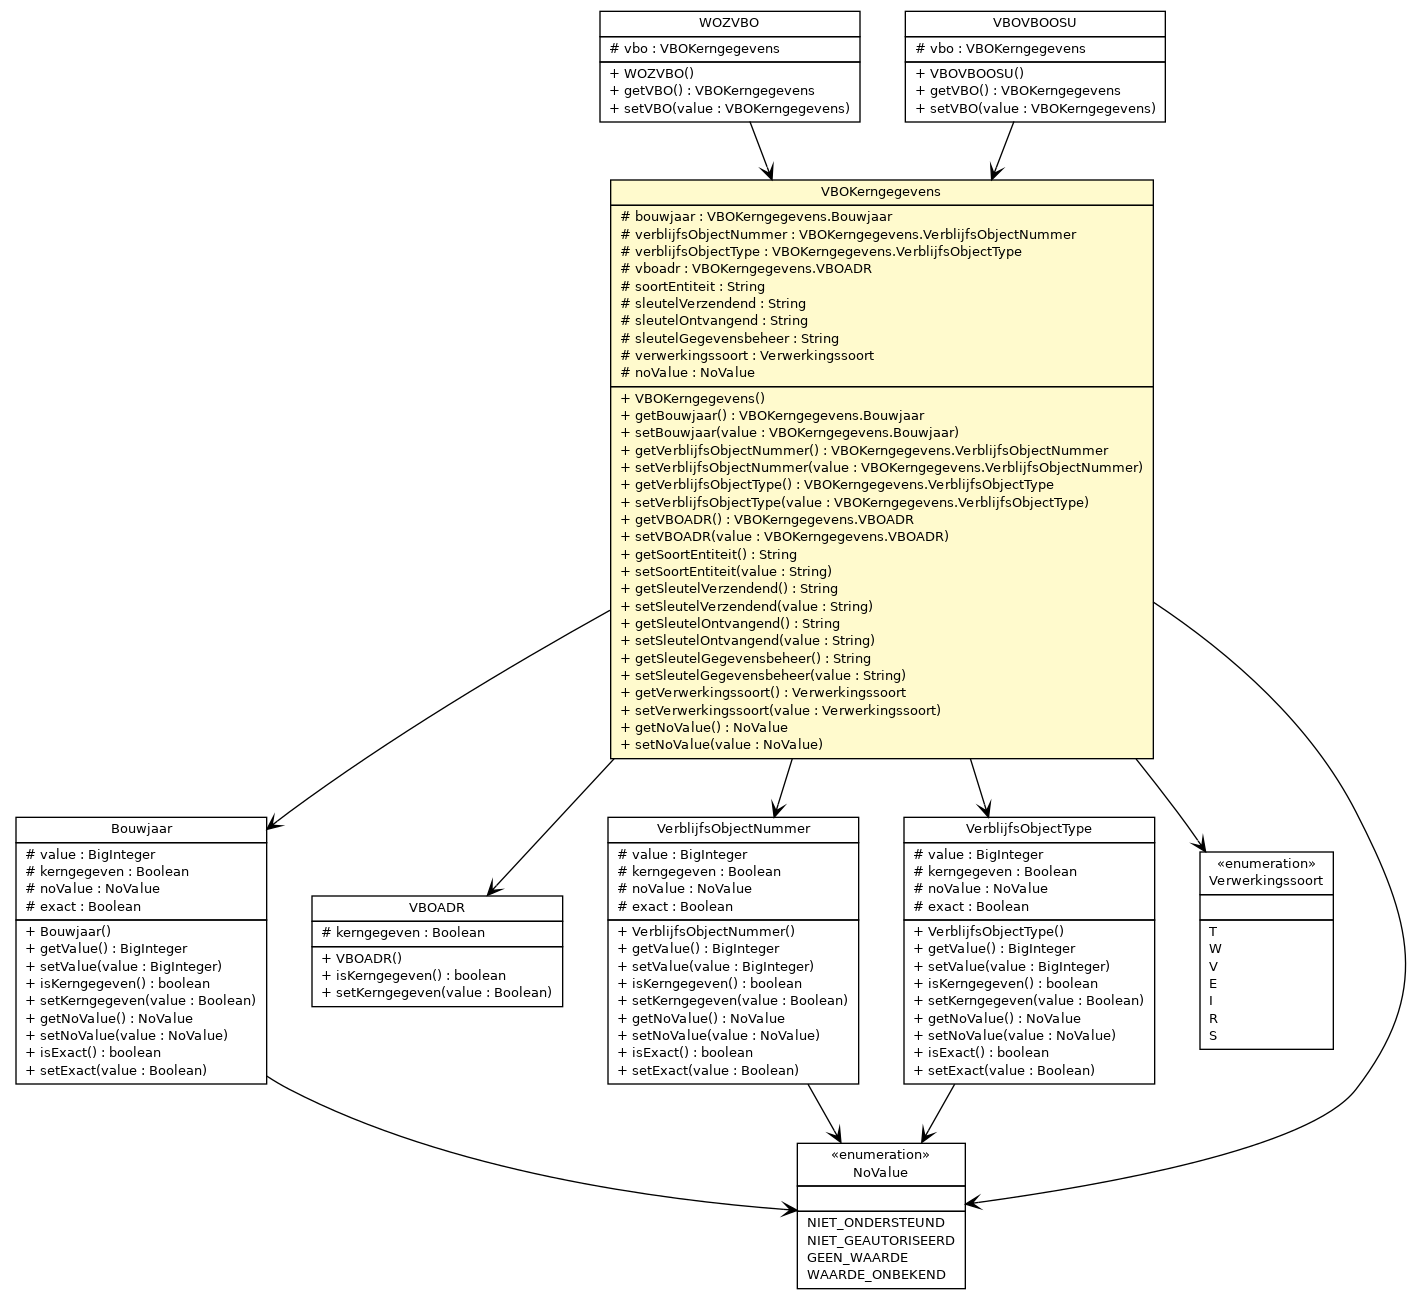 WOZVBO
# vbo : VBOKerngegevens
+ WOZVBO()
+ getVBO() : VBOKerngegevens
+ setVBO(value : VBOKerngegevens)
VBOVBOOSU
# vbo : VBOKerngegevens
+ VBOVBOOSU()
+ getVBO() : VBOKerngegevens
+ setVBO(value : VBOKerngegevens)
VBOKerngegevens
# bouwjaar : VBOKerngegevens.Bouwjaar
# verblijfsObjectNummer : VBOKerngegevens.VerblijfsObjectNummer
# verblijfsObjectType : VBOKerngegevens.VerblijfsObjectType
# vboadr : VBOKerngegevens.VBOADR
# soortEntiteit : String
# sleutelVerzendend : String
# sleutelOntvangend : String
# sleutelGegevensbeheer : String
# verwerkingssoort : Verwerkingssoort
# noValue : NoValue
+ VBOKerngegevens()
+ getBouwjaar() : VBOKerngegevens.Bouwjaar
+ setBouwjaar(value : VBOKerngegevens.Bouwjaar)
+ getVerblijfsObjectNummer() : VBOKerngegevens.VerblijfsObjectNummer
+ setVerblijfsObjectNummer(value : VBOKerngegevens.VerblijfsObjectNummer)
+ getVerblijfsObjectType() : VBOKerngegevens.VerblijfsObjectType
+ setVerblijfsObjectType(value : VBOKerngegevens.VerblijfsObjectType)
+ getVBOADR() : VBOKerngegevens.VBOADR
+ setVBOADR(value : VBOKerngegevens.VBOADR)
+ getSoortEntiteit() : String
+ setSoortEntiteit(value : String)
+ getSleutelVerzendend() : String
+ setSleutelVerzendend(value : String)
+ getSleutelOntvangend() : String
+ setSleutelOntvangend(value : String)
+ getSleutelGegevensbeheer() : String
+ setSleutelGegevensbeheer(value : String)
+ getVerwerkingssoort() : Verwerkingssoort
+ setVerwerkingssoort(value : Verwerkingssoort)
+ getNoValue() : NoValue
+ setNoValue(value : NoValue)
Bouwjaar
# value : BigInteger
# kerngegeven : Boolean
# noValue : NoValue
# exact : Boolean
+ Bouwjaar()
+ getValue() : BigInteger
+ setValue(value : BigInteger)
+ isKerngegeven() : boolean
+ setKerngegeven(value : Boolean)
+ getNoValue() : NoValue
+ setNoValue(value : NoValue)
+ isExact() : boolean
+ setExact(value : Boolean)
VBOADR
# kerngegeven : Boolean
+ VBOADR()
+ isKerngegeven() : boolean
+ setKerngegeven(value : Boolean)
VerblijfsObjectNummer
# value : BigInteger
# kerngegeven : Boolean
# noValue : NoValue
# exact : Boolean
+ VerblijfsObjectNummer()
+ getValue() : BigInteger
+ setValue(value : BigInteger)
+ isKerngegeven() : boolean
+ setKerngegeven(value : Boolean)
+ getNoValue() : NoValue
+ setNoValue(value : NoValue)
+ isExact() : boolean
+ setExact(value : Boolean)
VerblijfsObjectType
# value : BigInteger
# kerngegeven : Boolean
# noValue : NoValue
# exact : Boolean
+ VerblijfsObjectType()
+ getValue() : BigInteger
+ setValue(value : BigInteger)
+ isKerngegeven() : boolean
+ setKerngegeven(value : Boolean)
+ getNoValue() : NoValue
+ setNoValue(value : NoValue)
+ isExact() : boolean
+ setExact(value : Boolean)
«enumeration»
Verwerkingssoort
T
W
V
E
I
R
S
«enumeration»
NoValue
NIET_ONDERSTEUND
NIET_GEAUTORISEERD
GEEN_WAARDE
WAARDE_ONBEKEND